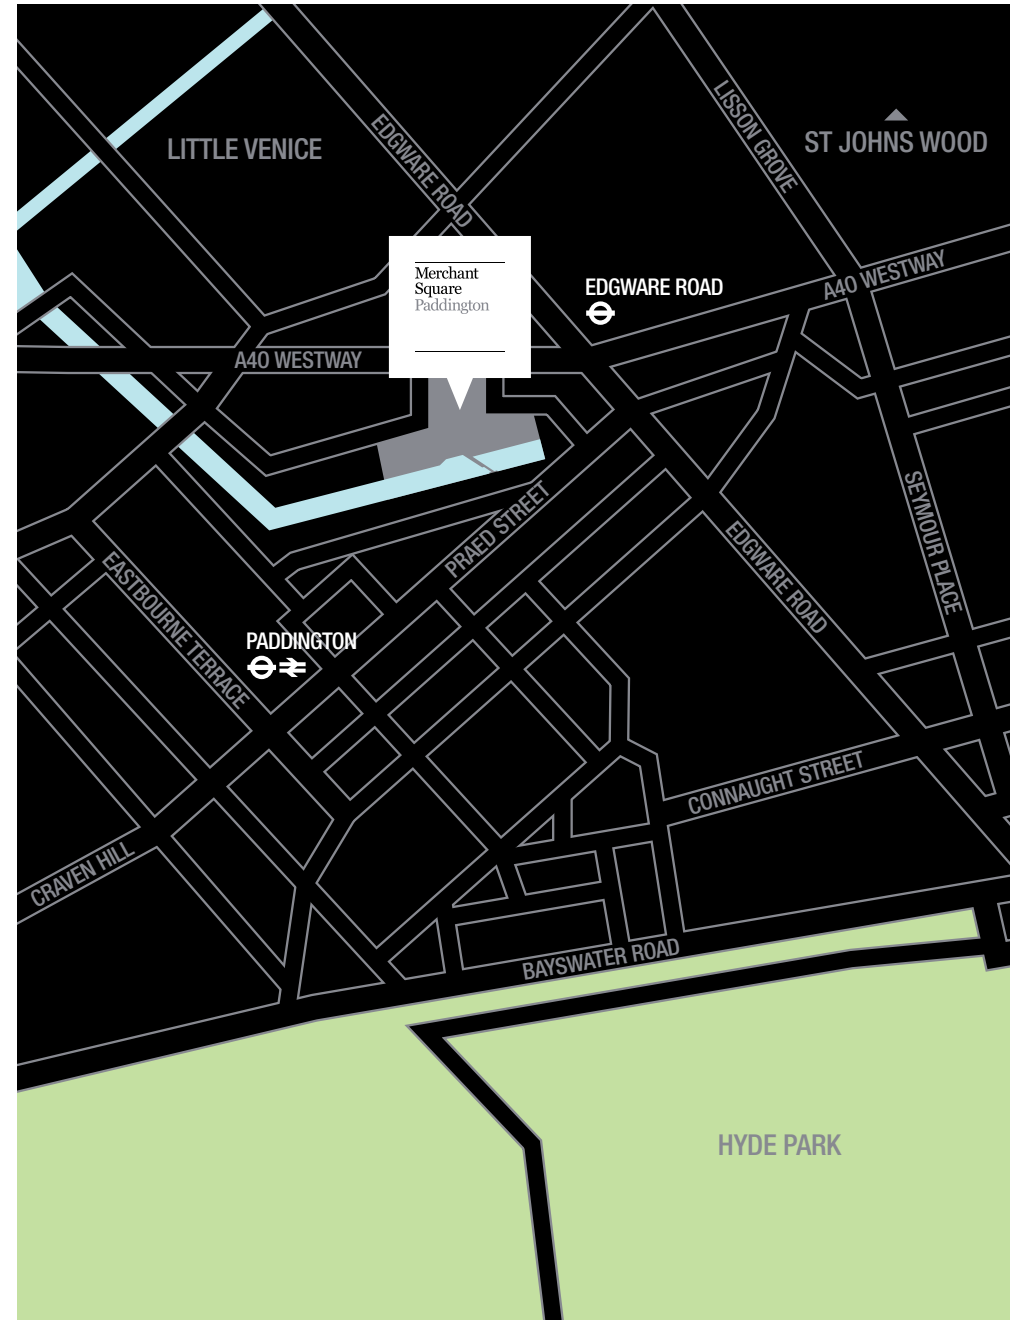 LITTLE VENICE
EDGWARE ROAD
LISSON GROVE
ST JOHNS WOOD
Merchant
Square
Paddington
EDGWARE ROAD
A40 WESTWAY
A40 WESTWAY
SEYMOUR PLACE
PRAED STREET
EDGWARE ROAD
EASTBOURNE TERRACE
PADDINGTON
CONNAUGHT STREET
CRAVEN HILL
BAYSWATER ROAD
HYDE PARK